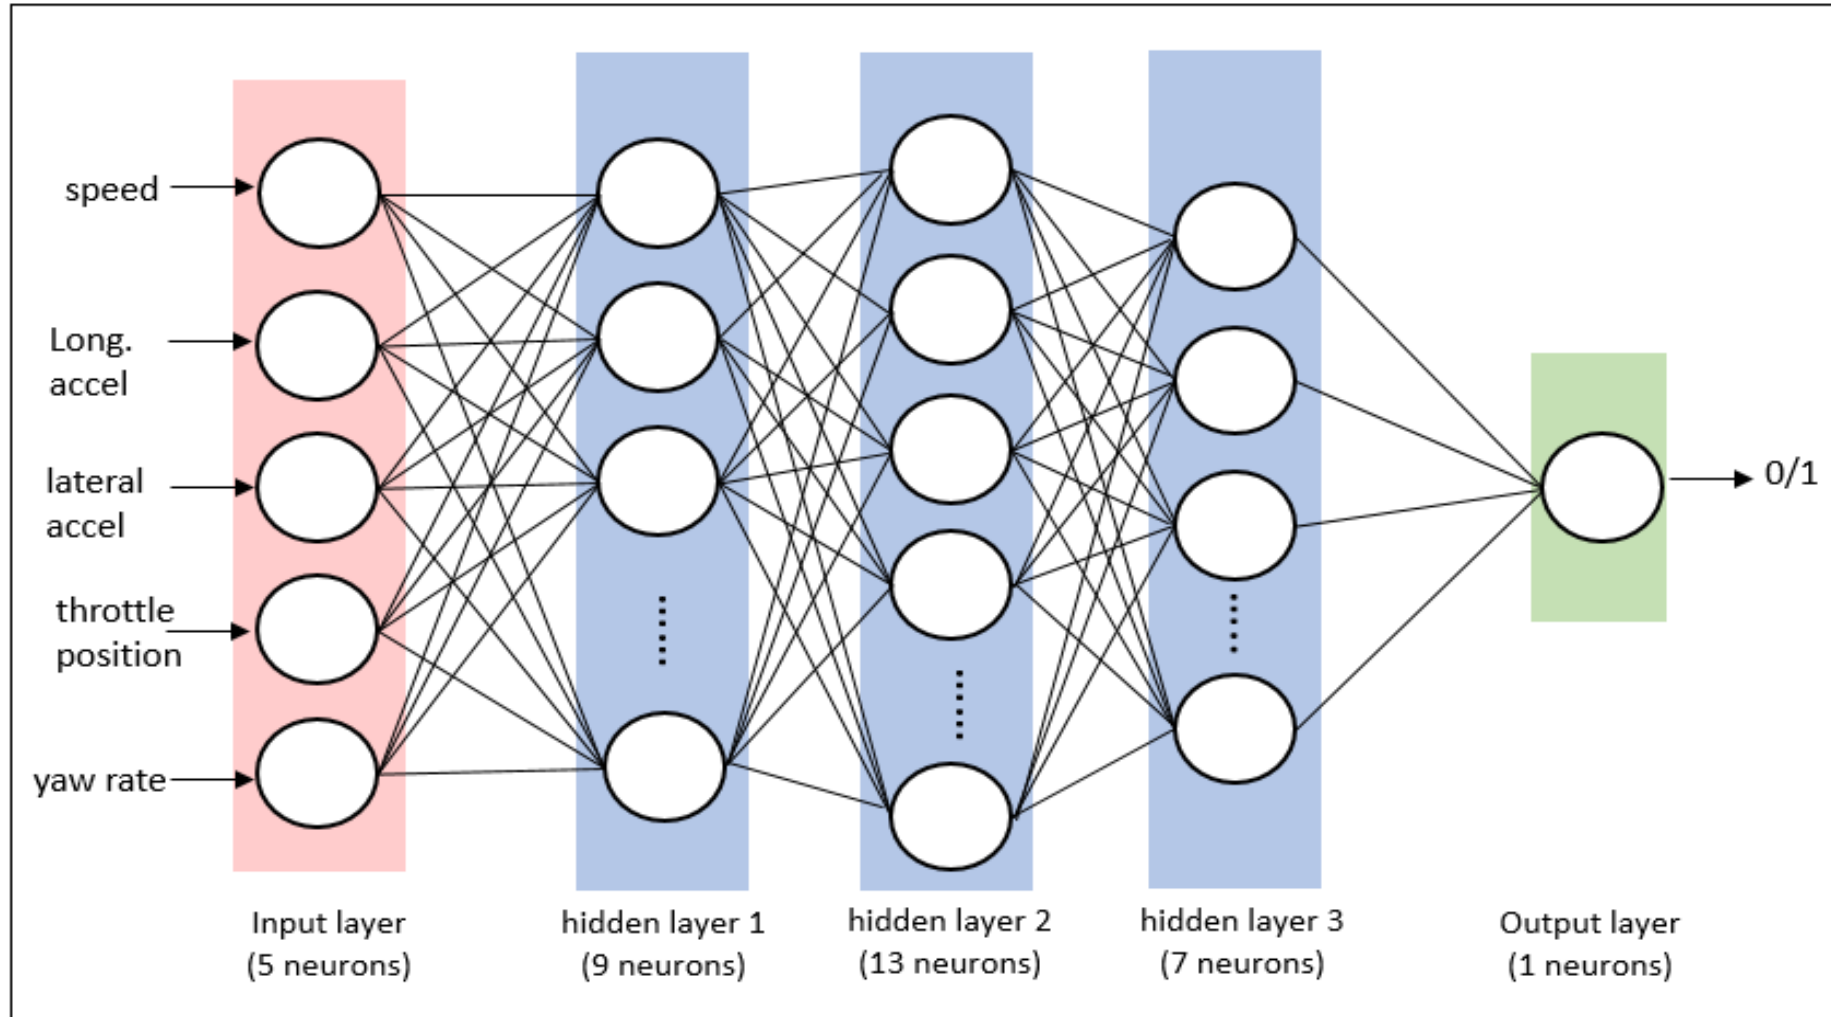 speed
Long.
accel
lateral
accel
throttle
position
yaw rate
0/1
Input layer
(5 neurons)
hidden layer 1
(9 neurons)
hidden layer 2
(13 neurons)
hidden layer 3
(7 neurons)
Output layer
(1 neurons)